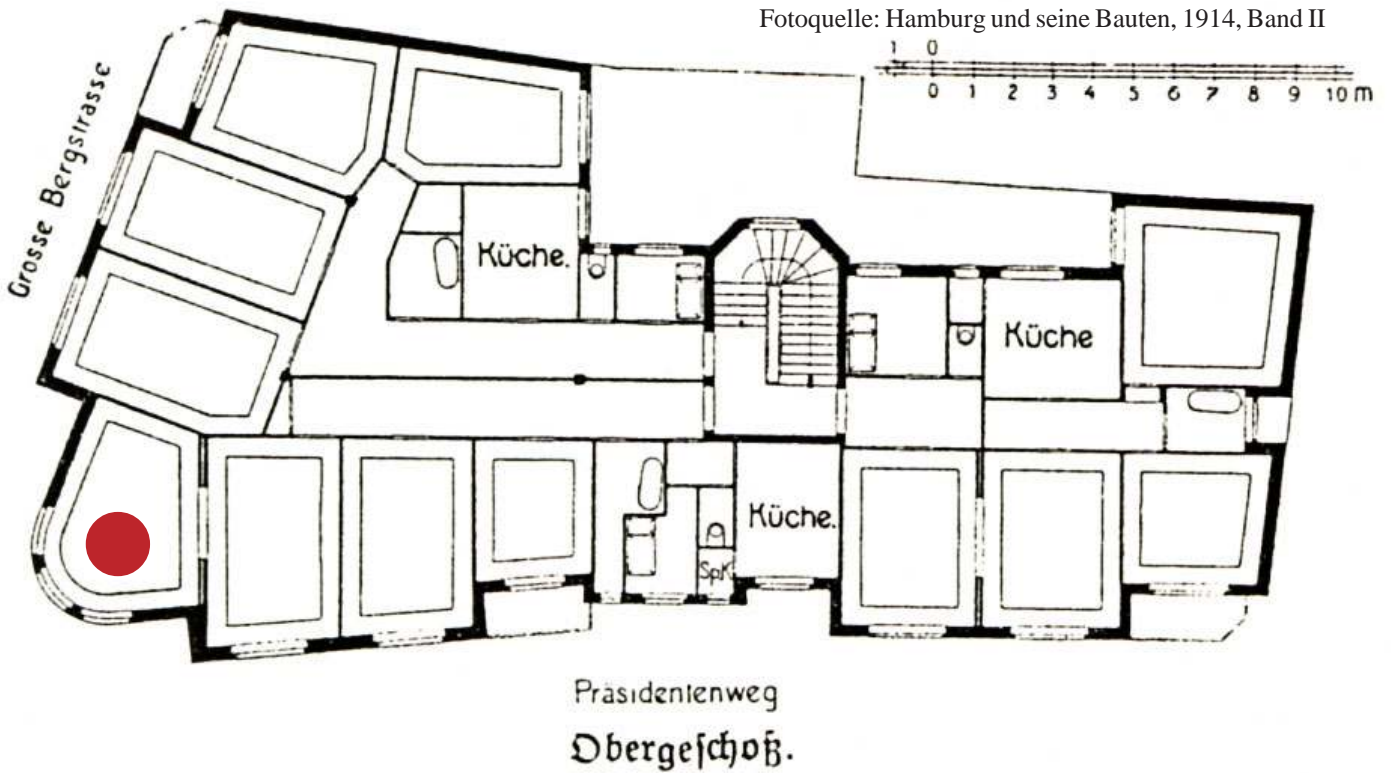 Fotoquelle: Hamburg und seine Bauten, 1914, Band II
1 0
0 1 2 3 4 5 6 7 8 9 10 m
Grosse Bergstrasse
Küche.
Küche
Küche.
SpK
Präsidentenweg
Obergeſchoß.